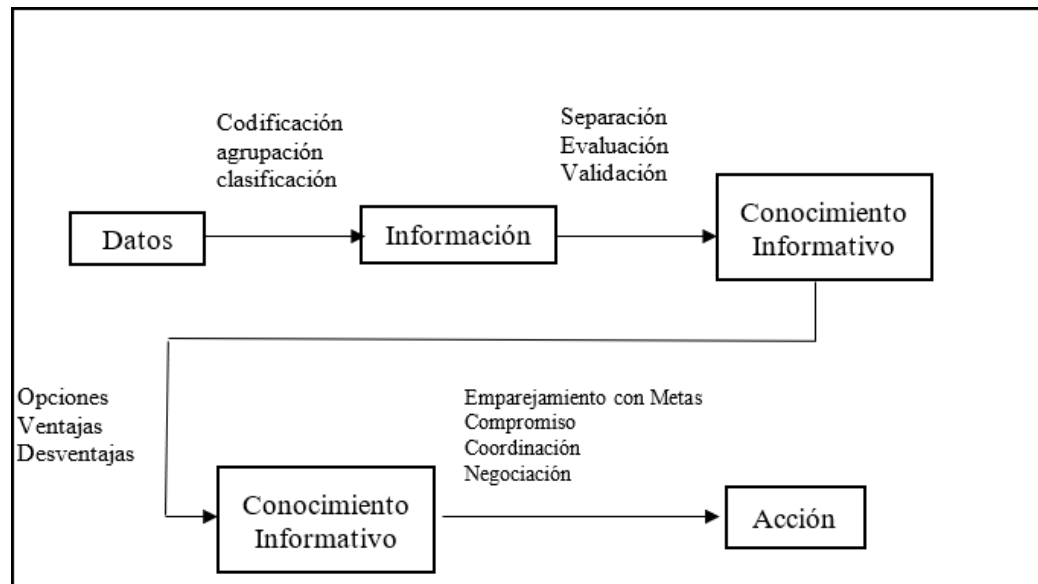 Codificación
agrupación
clasificación
Separación
Evaluación
Validación
Datos
Información
Conocimiento
Informativo
Opciones
Ventajas
Desventajas
Emparejamiento con Metas
Compromiso
Coordinación
Negociación
Conocimiento
Informativo
Acción